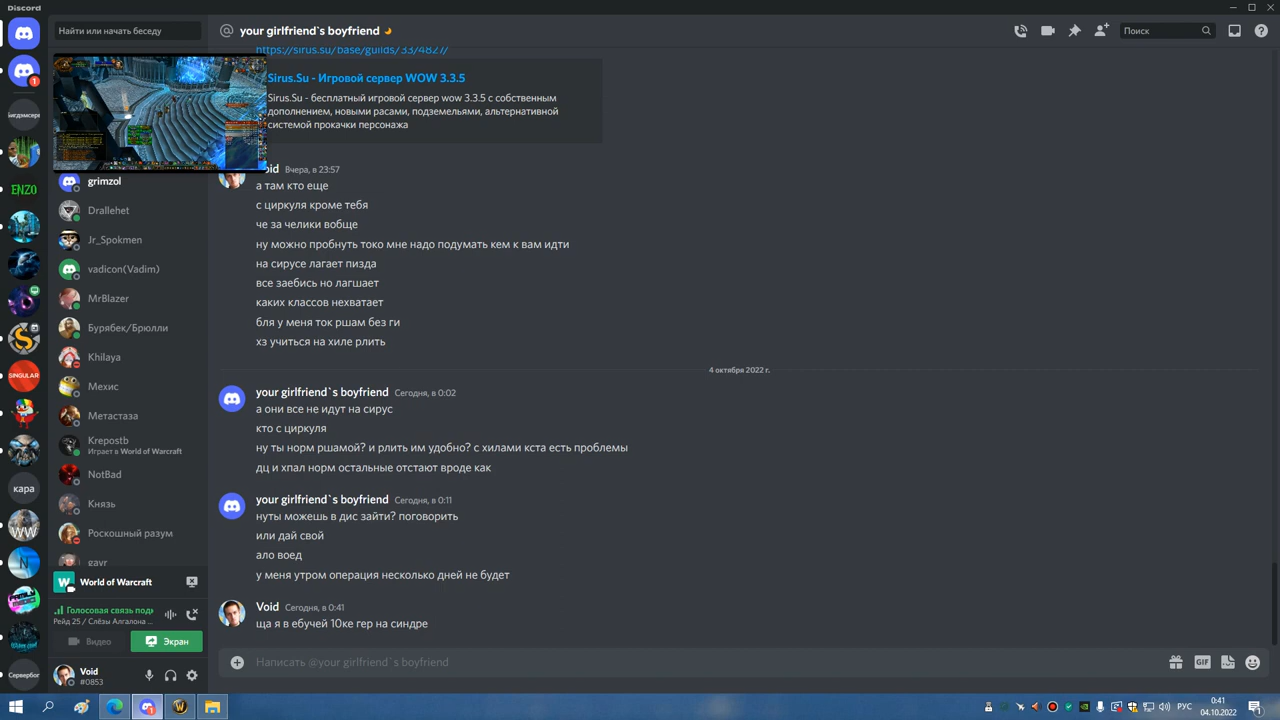 Discord
Найти или начать беседу
your girlfriend`s boyfriend
Поиск
https://sirus.su/base/guilds/33/4827/
Sirus.Su - Игровой сервер WOW 3.3.5
Sirus.Su - бесплатный игровой сервер wow 3.3.5 с собственным
дополнением, новыми расами, подземельями, альтернативной
системой прокачки персонажа
Void Вчера, в 23:57
а там кто еще
с циркуля кроме тебя
че за челики вобще
ну можно пробнуть токо мне надо подумать кем к вам идти
на сирусе лагает пизда
все заебись но лагшает
каких классов нехватает
бля у меня ток ршам без ги
хз учиться на хиле рлить
4 октября 2022 г.
your girlfriend`s boyfriend Сегодня, в 0:02
а они все не идут на сирус
кто с циркуля
ну ты норм ршамой? и рлить им удобно? с хилами кста есть проблемы
дц и хпал норм остальные отстают вроде как
your girlfriend`s boyfriend Сегодня, в 0:11
нуты можешь в дис зайти? поговорить
или дай свой
ало воед
у меня утром операция несколько дней не будет
Void Сегодня, в 0:41
ща я в ебучей 10ке гер на синдре
Написать @your girlfriend`s boyfriend
GIF
1
ENZO
SINGULAR
кара
WW
N
Сервербог
grimzol
Drallehet
Jr_Spokmen
vadicon(Vadim)
MrBlazer
Бурябек/Брюлли
Khilaya
Мехис
Метастаза
Krepostb
Играет в World of Warcraft
NotBad
Князь
Роскошный разум
gavr
World of Warcraft
Голосовая связь подк
Рейд 25 / Слёзы Алгалона ...
Видео
Экран
Void
#0853
РУС
0:41
04.10.2022
1